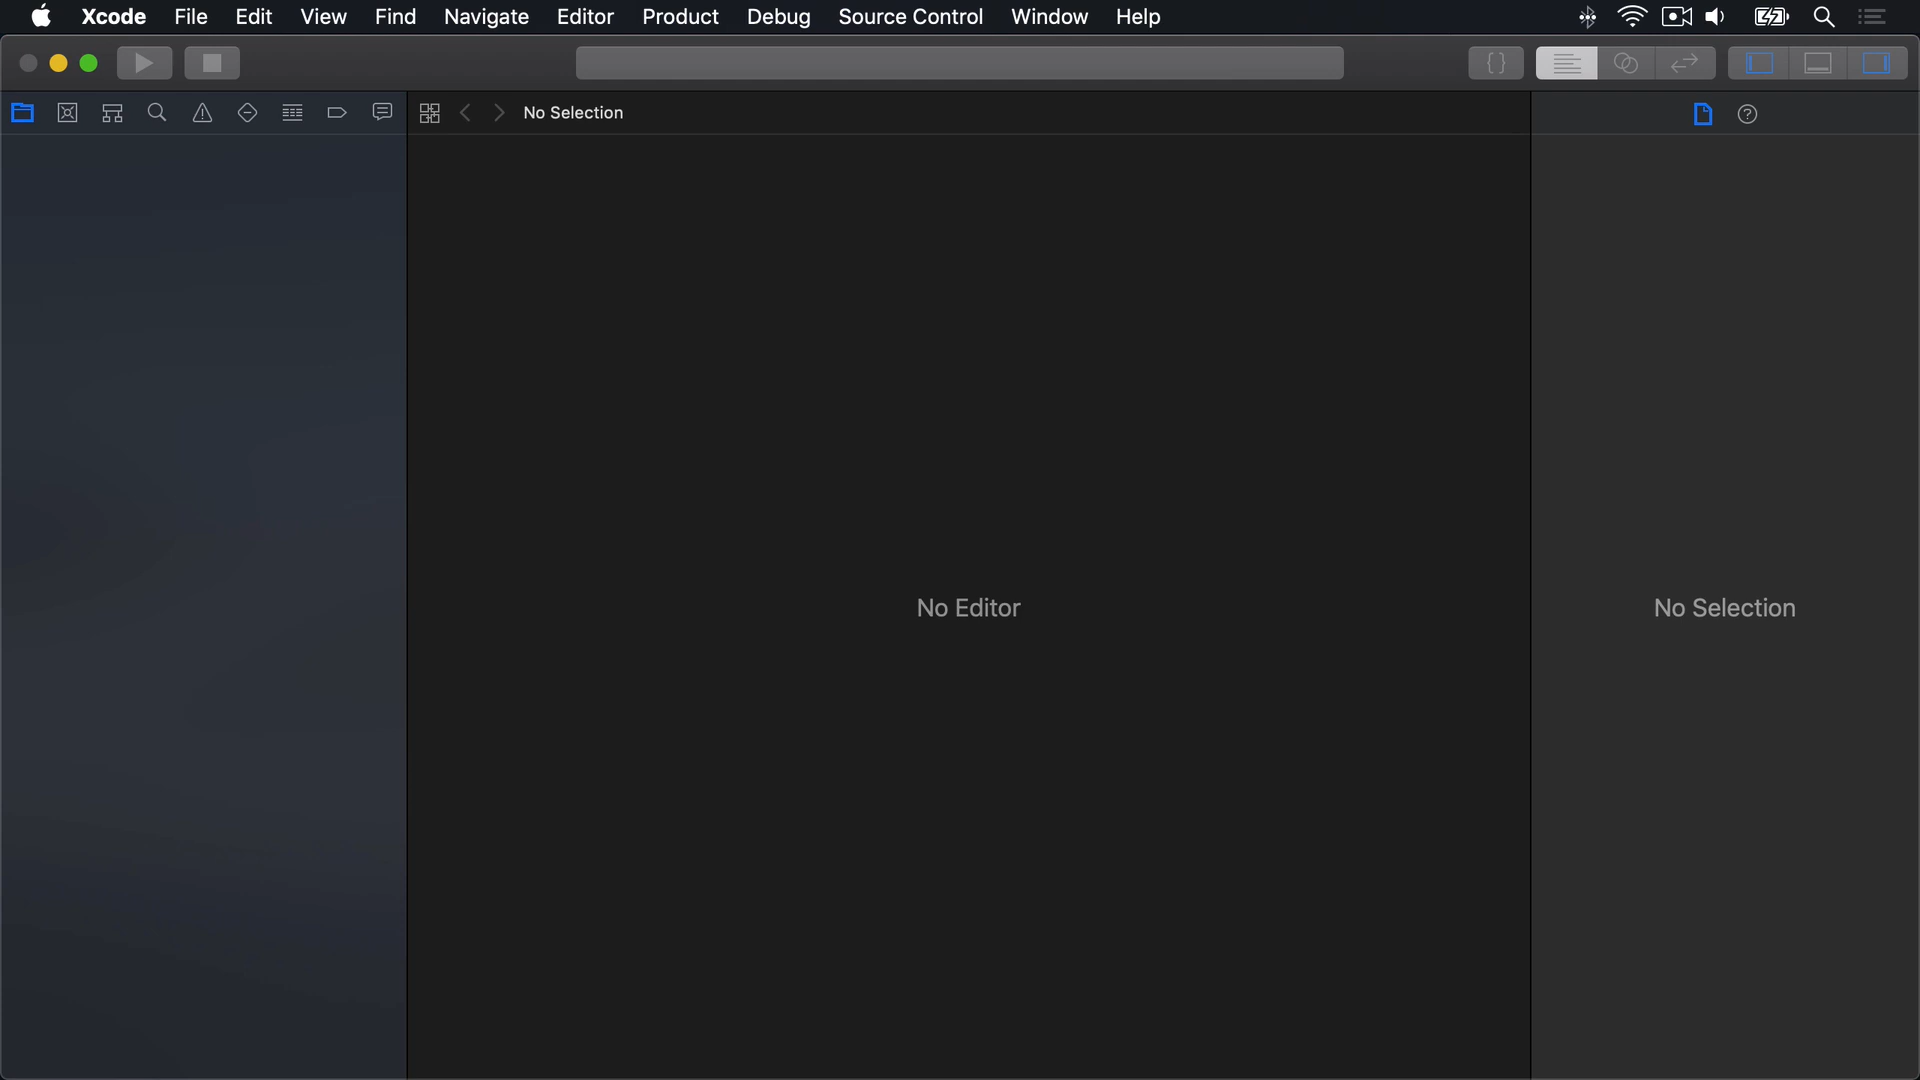 Xcode File Edit View Find Navigate Editor Product Debug Source Control Window Help
No Selection
No Editor
No Selection